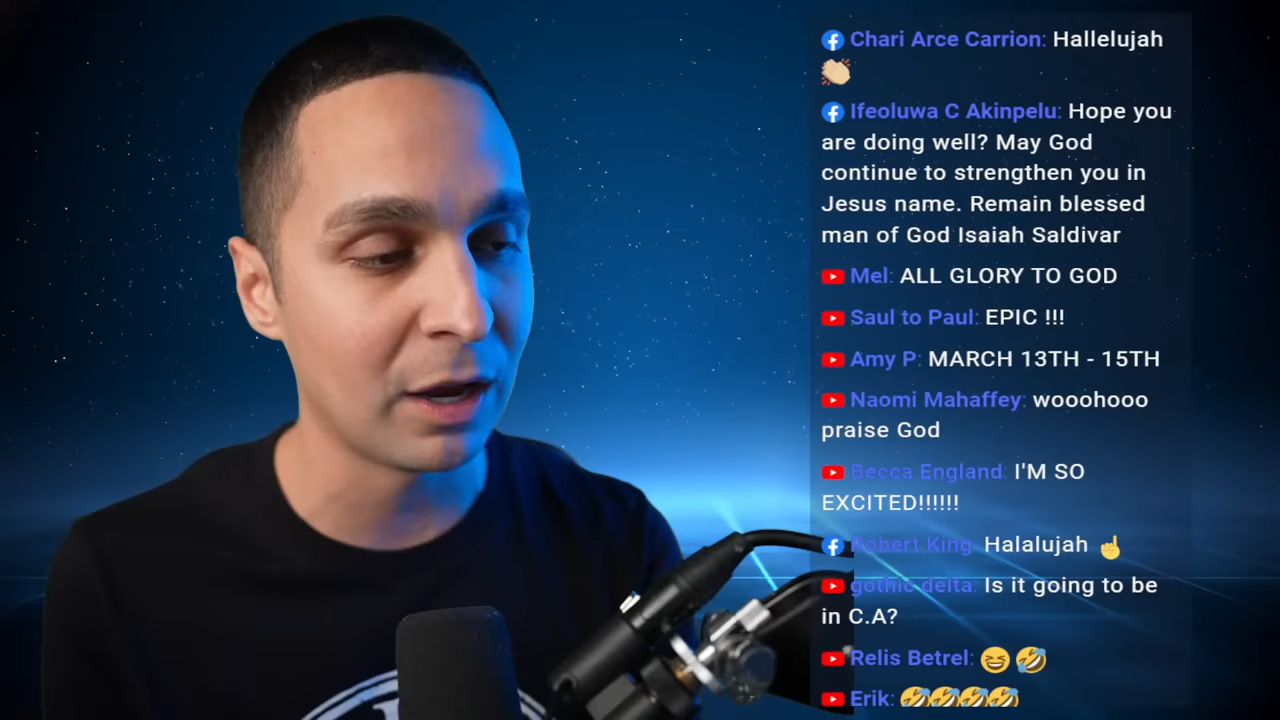 Chari Arce Carrion: Hallelujah
👏🏼
Ifeoluwa C Akinpelu: Hope you
are doing well? May God
continue to strengthen you in
Jesus name. Remain blessed
man of God Isaiah Saldivar
Mel: ALL GLORY TO GOD
Saul to Paul: EPIC !!!
Amy P: MARCH 13TH - 15TH
Naomi Mahaffey: wooohooo
praise God
Becca England: I'M SO
EXCITED!!!!!!
Robert King: Halalujah ☝️
gothic delta: Is it going to be
in C.A?
Relis Betrel: 😆 🤣
Erik: 🤣🤣🤣🤣